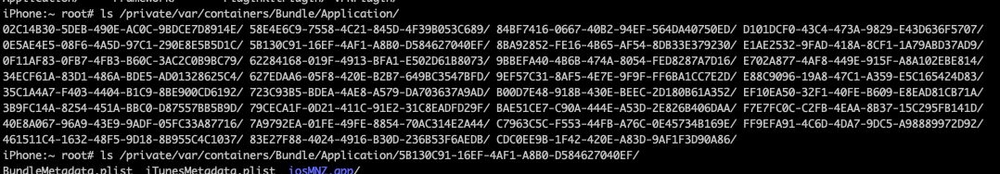 iPhone:~ root# ls /private/var/containers/Bundle/Application/
02C14B30-5DEB-490E-AC0C-9BDCE7D8914E/ 58E4E6C9-7558-4C21-845D-4F39B053C689/ 84BF7416-0667-40B2-94EF-564DA40750ED/ D101DCF0-43C4-473A-9829-E43D636F5707/
0E5AE4E5-08F6-4A5D-97C1-290E8E5B5D1C/ 5B130C91-16EF-4AF1-A8B0-D584627040EF/ 8BA92852-FE16-4B65-AF54-8DB33E379230/ E1AE2532-9FAD-418A-8CF1-1A79ABD37AD9/
0F11AF83-0FB7-4FB3-B60C-3AC2C0B9BC79/ 62284168-019F-4913-BFA1-E502D61B8073/ 9BBEFA40-4B6B-474A-8054-FED8287A7D16/ E702A877-4AF8-449E-915F-A8A102EBE814/
34ECF61A-83D1-486A-BDE5-AD01328625C4/ 627EDAA6-05F8-420E-B2B7-649BC3547BFD/ 9EF57C31-8AF5-4E7E-9F9F-FF6BA1CC7E2D/ E88C9096-19A8-47C1-A359-E5C165424D83/
35C1A4A7-F403-4404-B1C9-8BE900CD6192/ 723C93B5-BDEA-4AE8-A579-DA703637A9AD/ B00D7E48-918B-430E-BEEC-2D180B61A352/ EF10EA50-32F1-40FE-B609-E8EAD81CB71A/
3B9FC14A-8254-451A-BBC0-D87557BB5B9D/ 79CECA1F-0D21-411C-91E2-31C8EADFD29F/ BAE51CE7-C90A-444E-A53D-2E826B406DAA/ F7E7FC0C-C2FB-4EAA-8B37-15C295FB141D/
40E8A067-96A9-43E9-9ADF-05FC33A87716/ 7A9792EA-01FE-49FE-8854-70AC314E2A44/ C7963C5C-F553-44FB-A76C-0E45734B169E/ FF9EFA91-4C6D-4DA7-9DC5-A98889972D92/
461511C4-1632-48F5-9D18-8B955C4C1037/ 83E27F88-4024-4916-B30D-236B53F6AEDB/ CDC0EE9B-1F42-420E-A83D-9AF1F3D90A86/
iPhone:~ root# ls /private/var/containers/Bundle/Application/5B130C91-16EF-4AF1-A8B0-D584627040EF/
BundleMetadata.plist iTunesMetadata.plist iosMNZ.app/